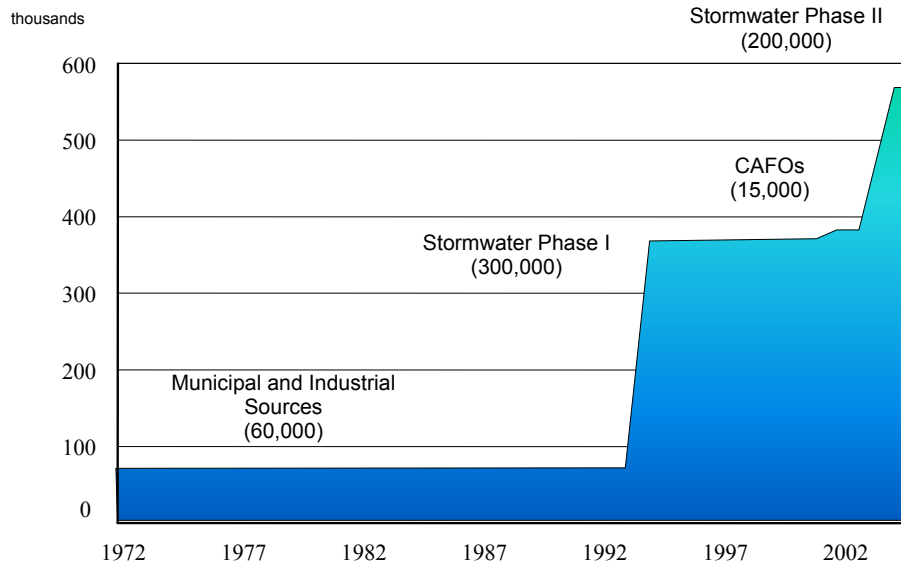 thousands
Stormwater Phase II
(200,000)
600
500
CAFOs
(15,000)
400
Stormwater Phase I
(300,000)
300
200
Municipal and Industrial
Sources
(60,000)
100
0
1972 1977 1982 1987 1992 1997 2002